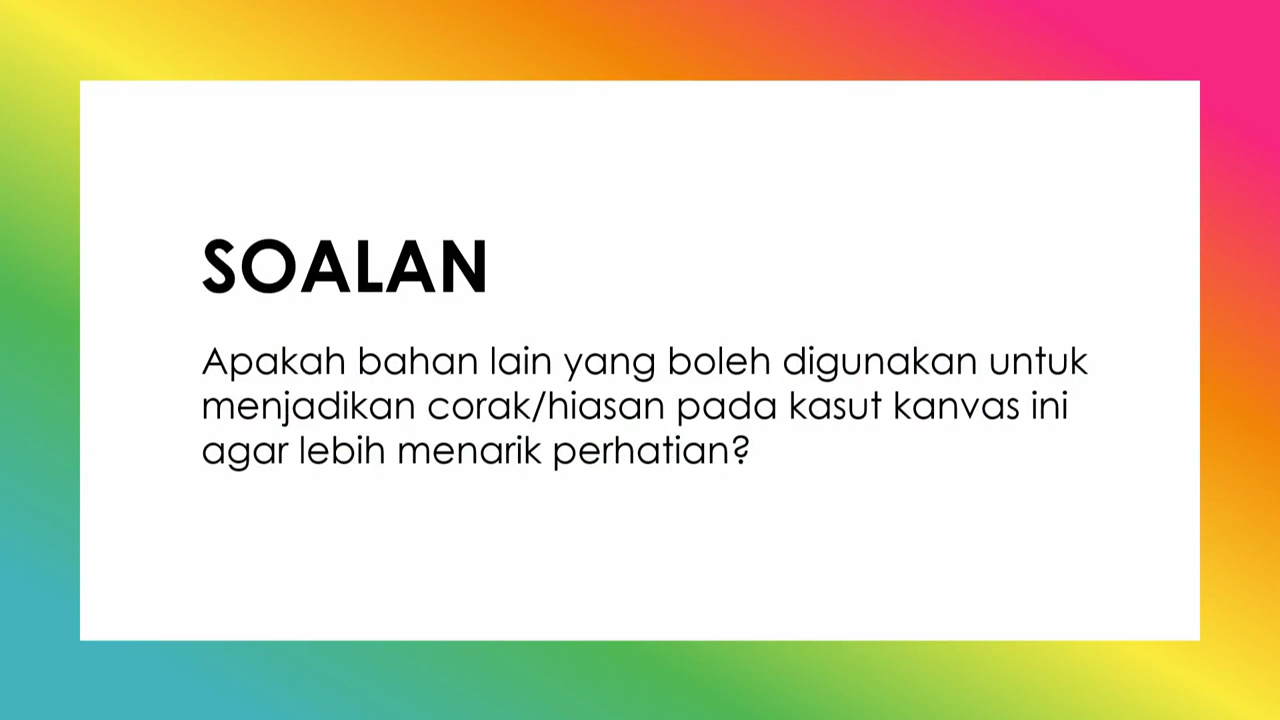 SOALAN
Apakah bahan lain yang boleh digunakan untuk
menjadikan corak/hiasan pada kasut kanvas ini
agar lebih menarik perhatian?